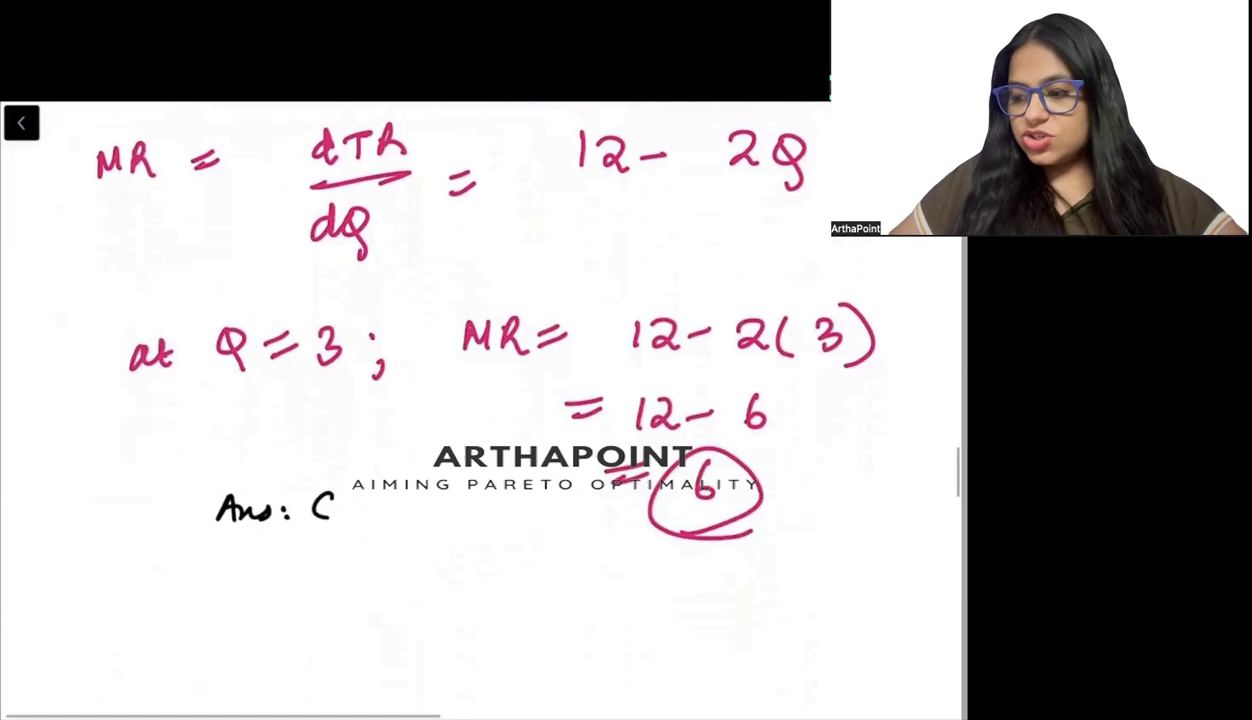 MR = dTR/dQ = 12 - 2Q
ArthaPoint
at Q = 3; MR = 12 - 2(3)
= 12 - 6
ARTHAPOINT
= 6
AIMING PARETO OPTIMALITY
Ans: C